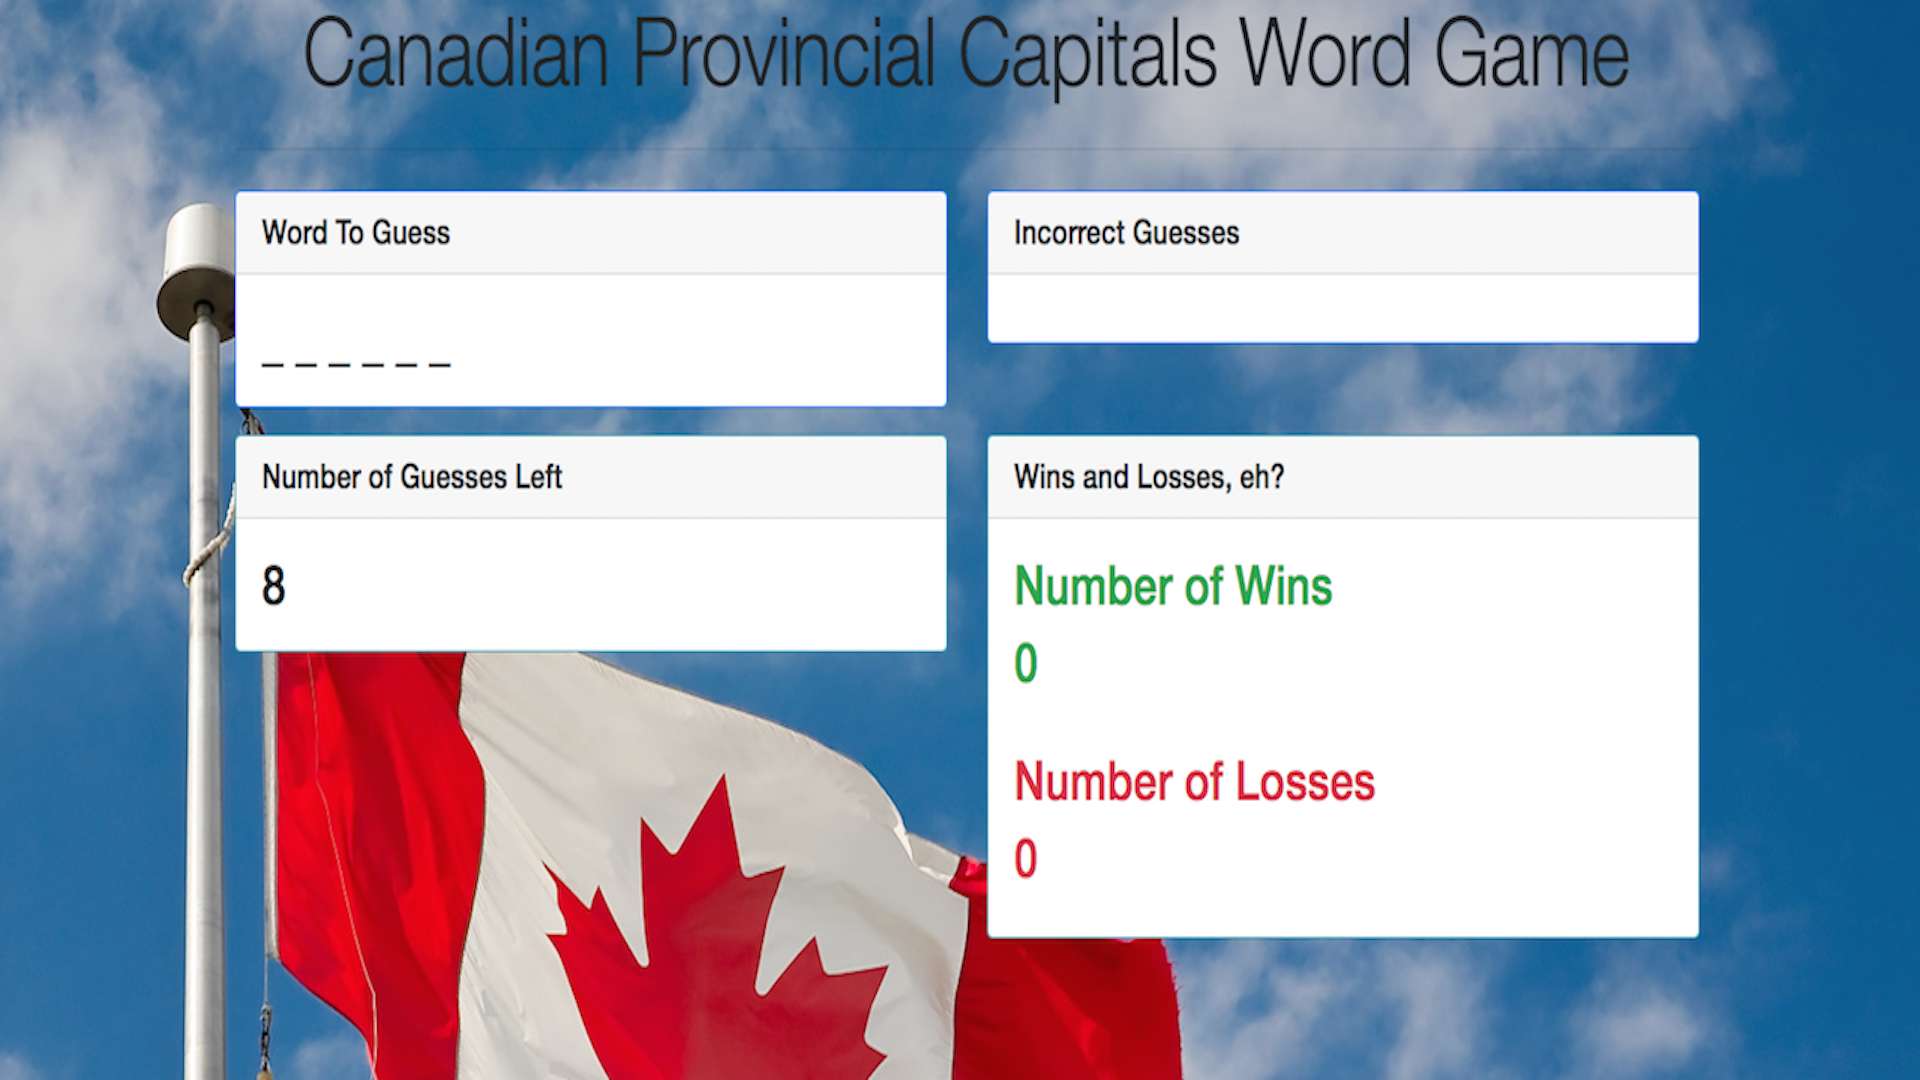 Canadian Provincial Capitals Word Game
Word To Guess
_ _ _ _ _ _
Incorrect Guesses
Number of Guesses Left
8
Wins and Losses, eh?
Number of Wins
0
Number of Losses
0